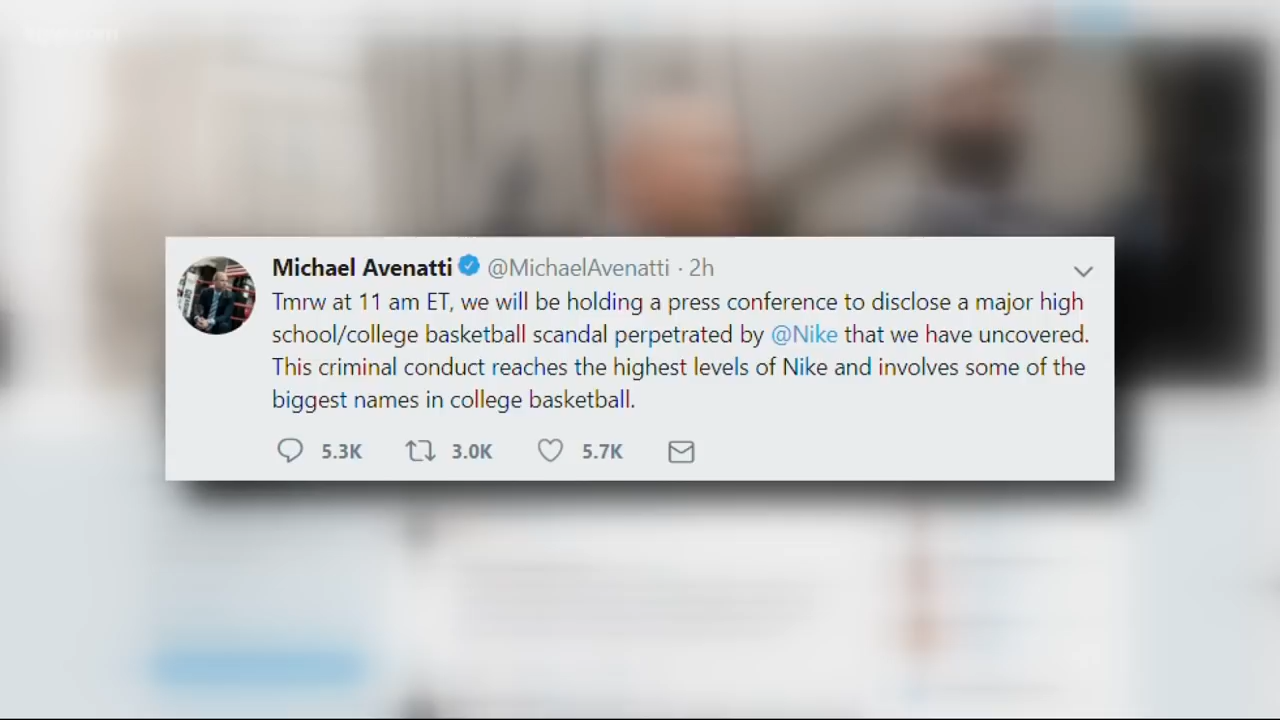 Michael Avenatti @MichaelAvenatti · 2h
Tmrw at 11 am ET, we will be holding a press conference to disclose a major high
school/college basketball scandal perpetrated by @Nike that we have uncovered.
This criminal conduct reaches the highest levels of Nike and involves some of the
biggest names in college basketball.
5.3K 3.0K 5.7K